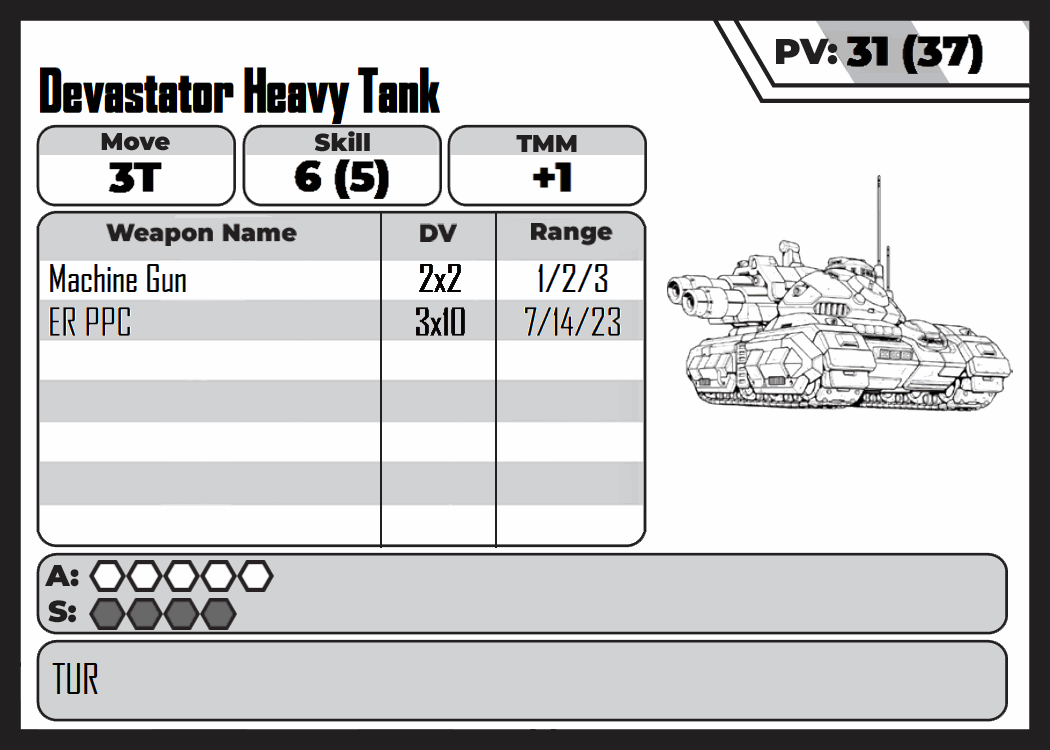 PV: 31 (37)
Devastator Heavy Tank
Move Skill TMM
3T 6 (5) +1
Weapon Name DV Range
Machine Gun 2x2 1/2/3
ER PPC 3x10 7/14/23
A:
S:
TUR